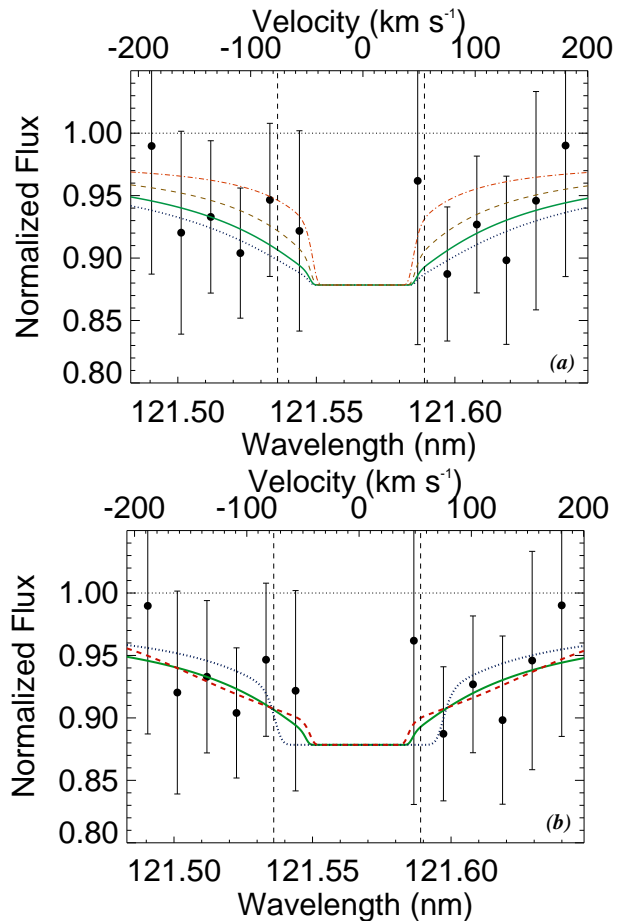 Velocity (km s⁻¹)
-200 -100 0 100 200
1.00
0.95
0.90
0.85
0.80
Normalized Flux
(a)
121.50 121.55 121.60
Wavelength (nm)
Velocity (km s⁻¹)
-200 -100 0 100 200
1.00
0.95
0.90
0.85
0.80
Normalized Flux
(b)
121.50 121.55 121.60
Wavelength (nm)